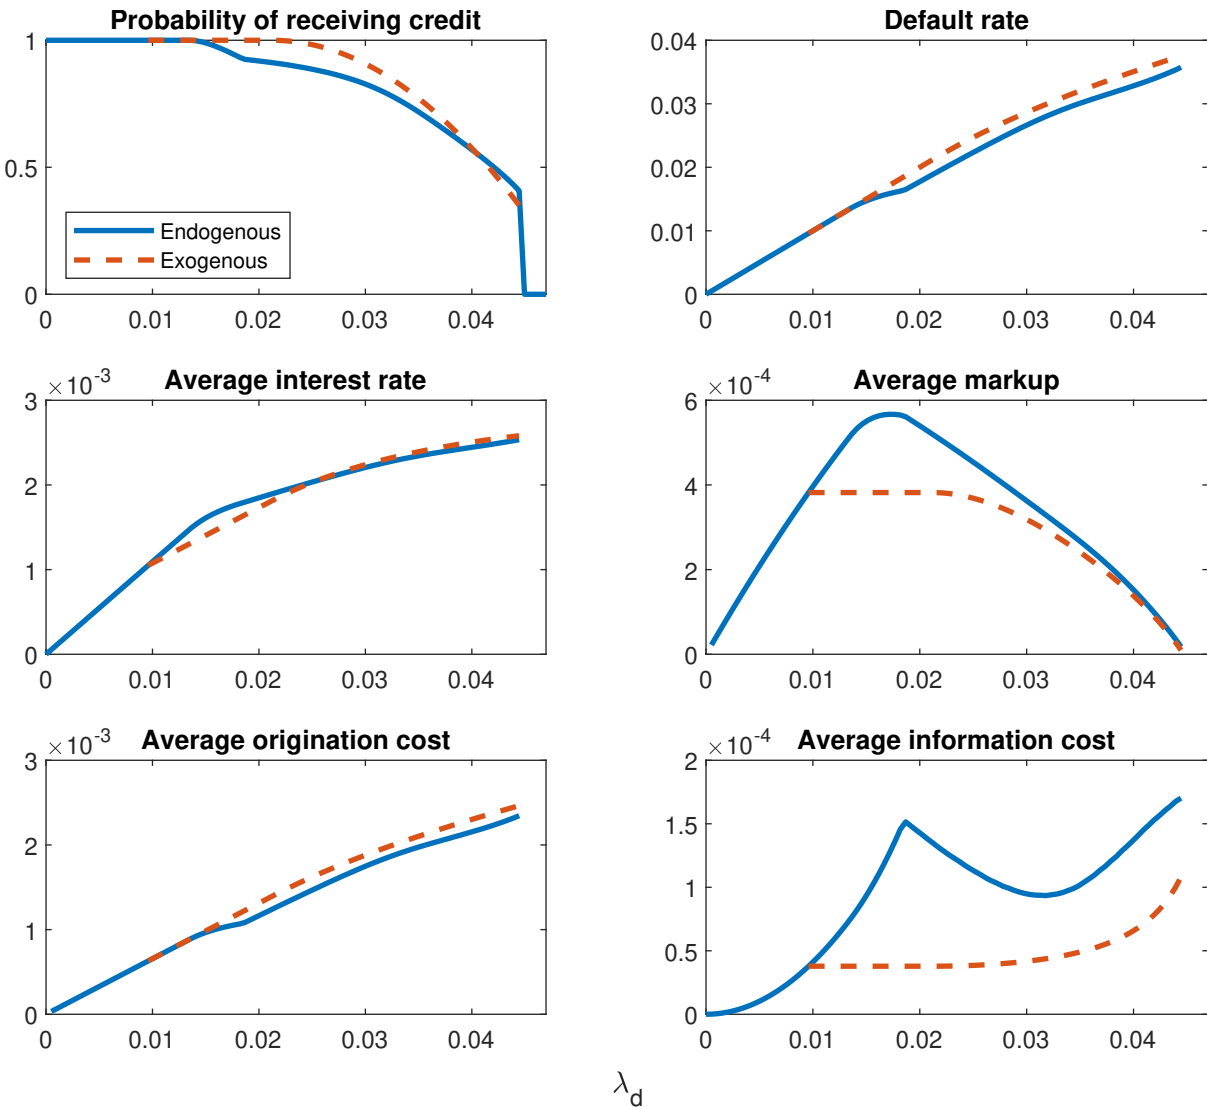 Probability of receiving credit
1
0.5
0
0 0.01 0.02 0.03 0.04
Endogenous
Exogenous
Default rate
0.04
0.03
0.02
0.01
0
0 0.01 0.02 0.03 0.04
×10-3 Average interest rate
3
2
1
0
0 0.01 0.02 0.03 0.04
×10-4 Average markup
6
4
2
0
0 0.01 0.02 0.03 0.04
×10-3 Average origination cost
3
2
1
0
0 0.01 0.02 0.03 0.04
×10-4 Average information cost
2
1.5
1
0.5
0
0 0.01 0.02 0.03 0.04
λd